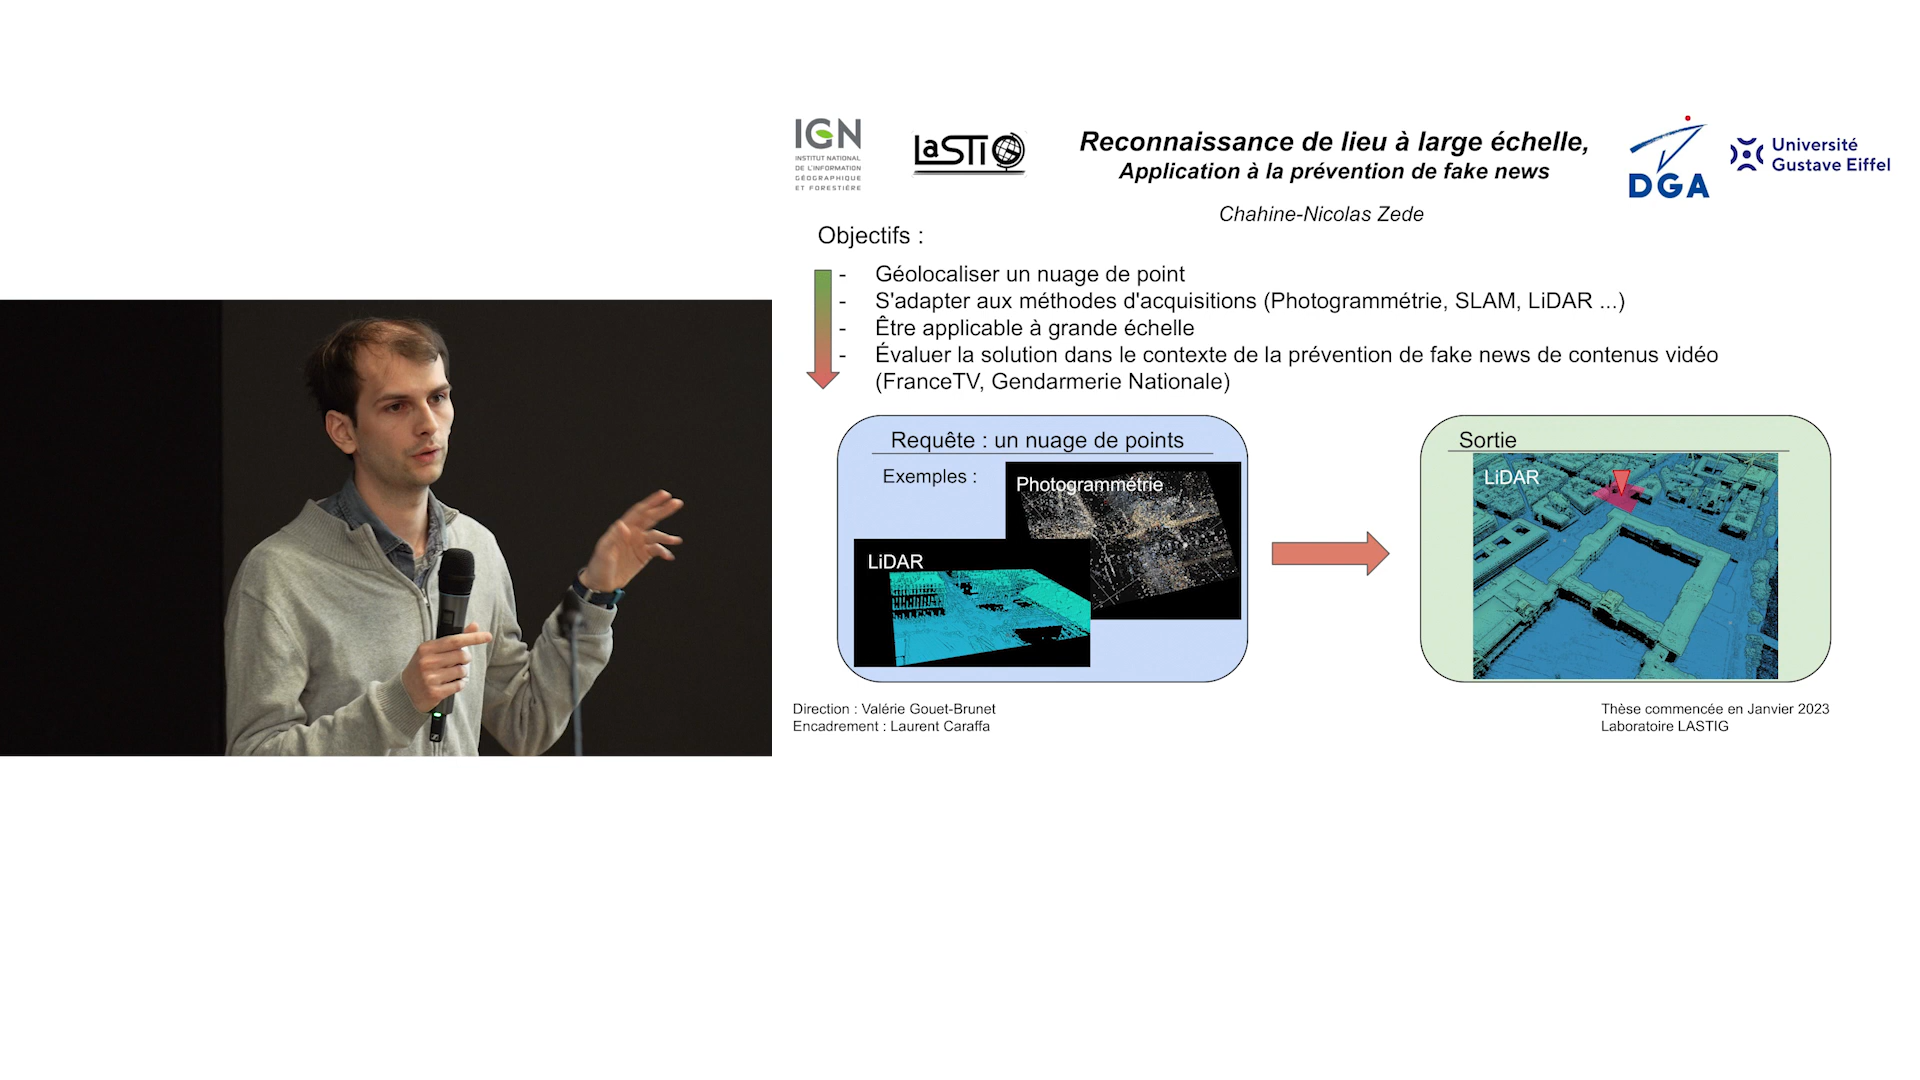 IGN
INSTITUT NATIONAL
DE L'INFORMATION
GÉOGRAPHIQUE
ET FORESTIÈRE
LaSTIG
Reconnaissance de lieu à large échelle,
Application à la prévention de fake news
DGA
Université
Gustave Eiffel
Chahine-Nicolas Zede
Objectifs :
- Géolocaliser un nuage de point
- S'adapter aux méthodes d'acquisitions (Photogrammétrie, SLAM, LiDAR ...)
- Être applicable à grande échelle
- Évaluer la solution dans le contexte de la prévention de fake news de contenus vidéo
(FranceTV, Gendarmerie Nationale)
Requête : un nuage de points
Exemples :
Photogrammétrie
LiDAR
Sortie
LiDAR
Direction : Valérie Gouet-Brunet
Encadrement : Laurent Caraffa
Thèse commencée en Janvier 2023
Laboratoire LASTIG